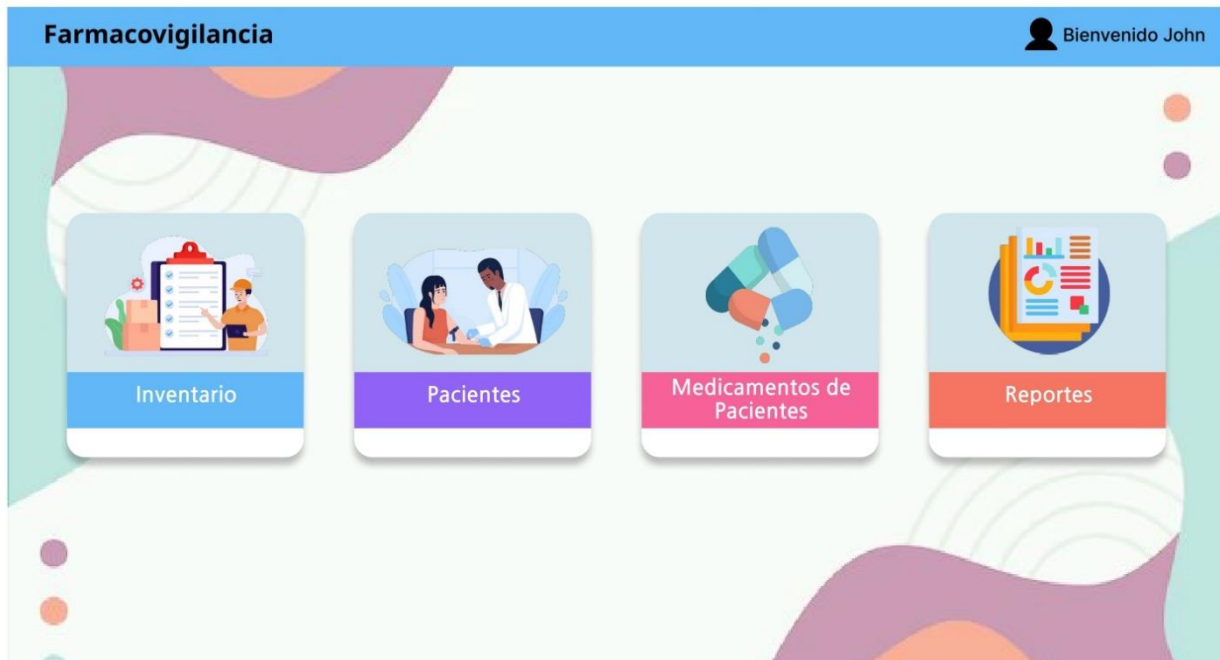 Farmacovigilancia
Bienvenido John
Inventario
Pacientes
Medicamentos de
Pacientes
Reportes